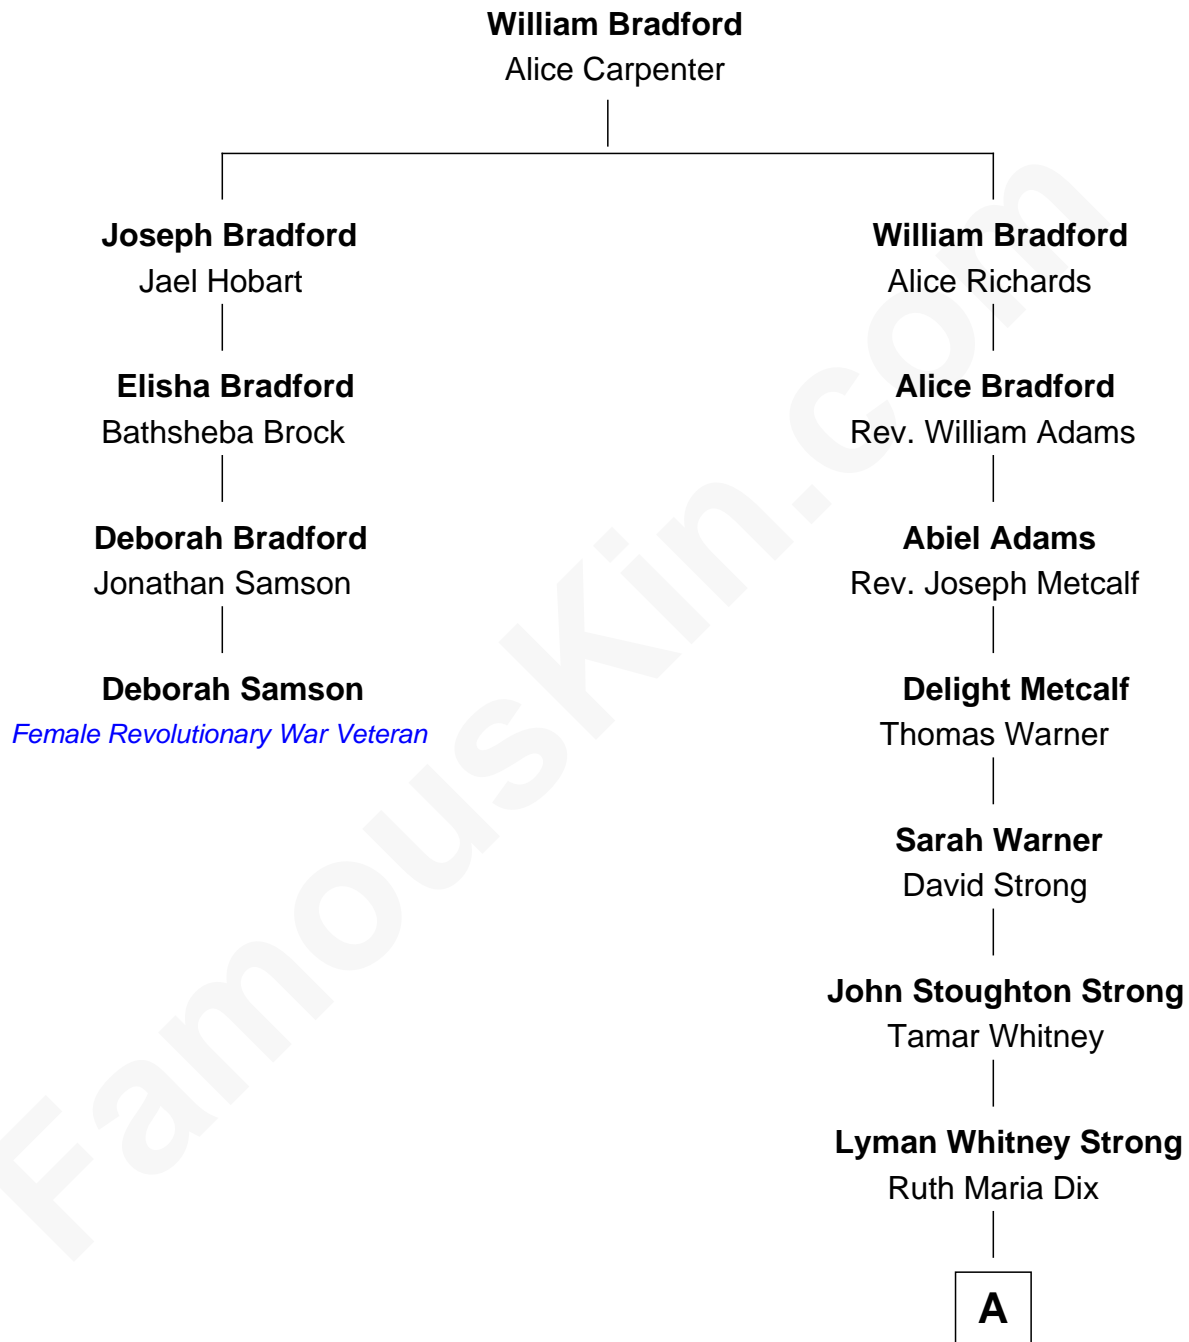 William Bradford
Alice Carpenter
Joseph Bradford
Jael Hobart
Elisha Bradford
Bathsheba Brock
Deborah Bradford
Jonathan Samson
Deborah Samson
Female Revolutionary War Veteran
William Bradford
Alice Richards
Alice Bradford
Rev. William Adams
Abiel Adams
Rev. Joseph Metcalf
Delight Metcalf
Thomas Warner
Sarah Warner
David Strong
John Stoughton Strong
Tamar Whitney
Lyman Whitney Strong
Ruth Maria Dix
A
FamousKin.com